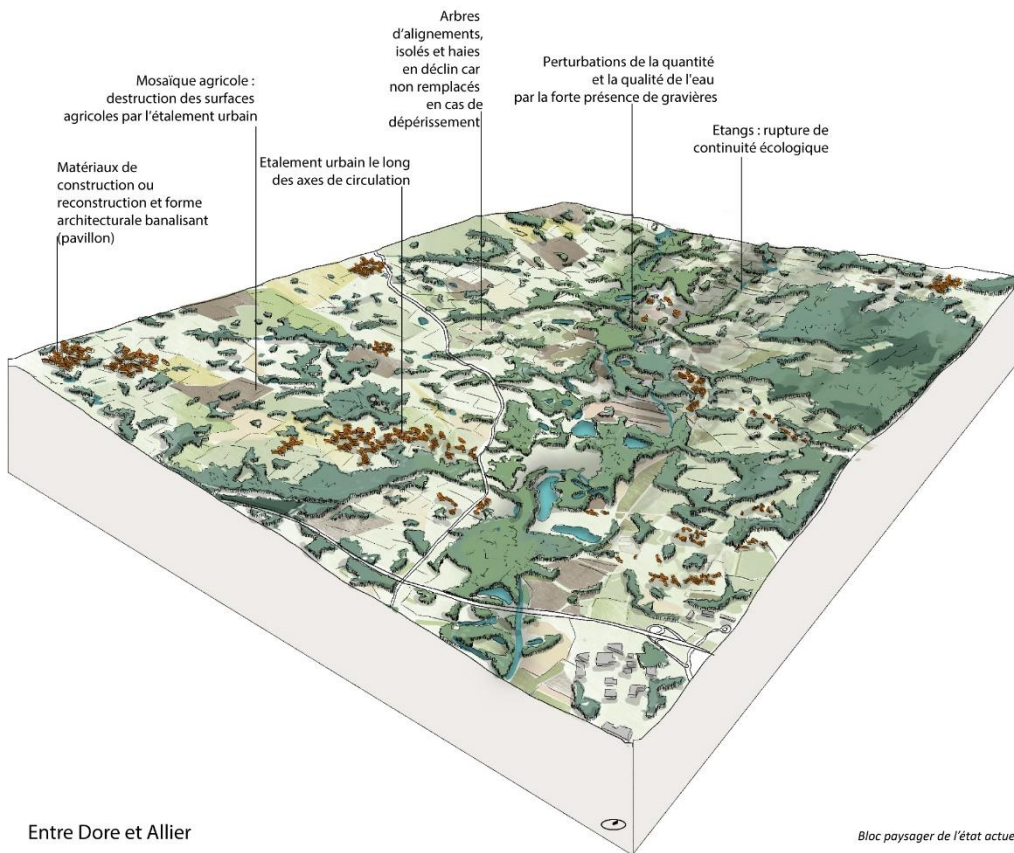 Arbres
d'alignements,
isolés et haies
en déclin car
non remplacés
en cas de
dépérissement
Mosaïque agricole :
destruction des surfaces
agricoles par l'étalement urbain
Perturbations de la quantité
et la qualité de l'eau
par la forte présence de gravières
Matériaux de
construction ou
reconstruction et forme
architecturale banalisant
(pavillon)
Etalement urbain le long
des axes de circulation
Etangs : rupture de
continuité écologique
Entre Dore et Allier
Bloc paysager de l'état actue